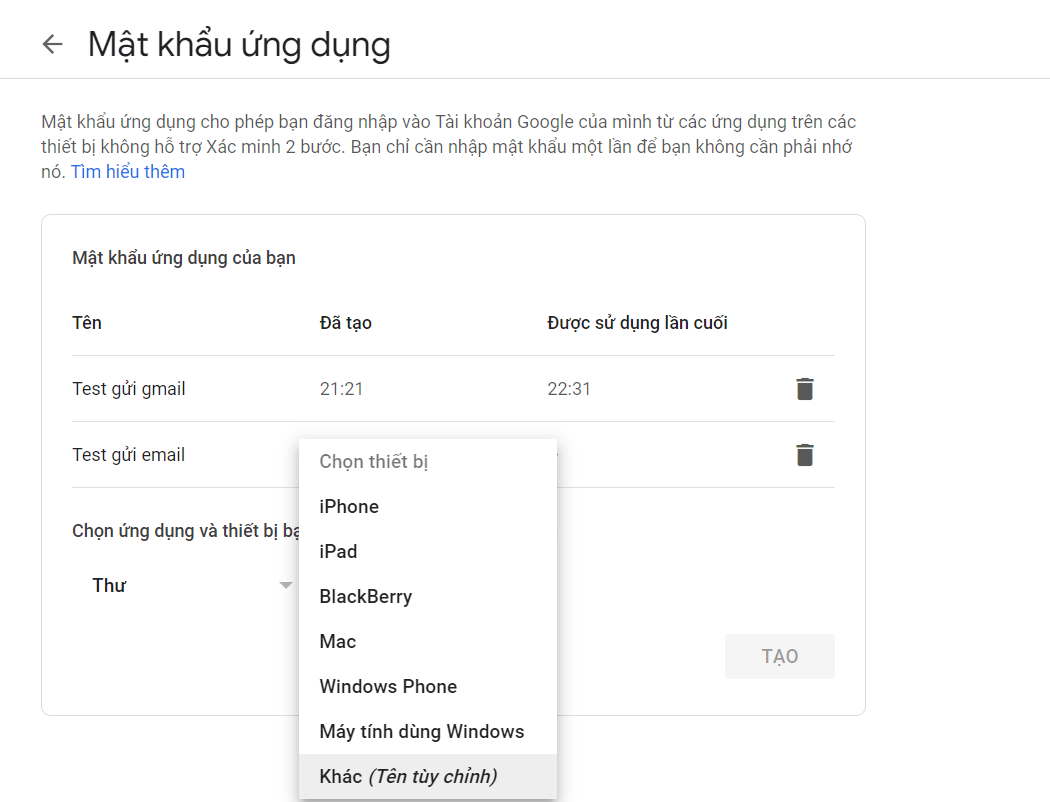 Mật khẩu ứng dụng
Mật khẩu ứng dụng cho phép bạn đăng nhập vào Tài khoản Google của mình từ các ứng dụng trên các
thiết bị không hỗ trợ Xác minh 2 bước. Bạn chỉ cần nhập mật khẩu một lần để bạn không cần phải nhớ
nó. Tìm hiểu thêm
Mật khẩu ứng dụng của bạn
Tên Đã tạo Được sử dụng lần cuối
Test gửi gmail 21:21 22:31
Test gửi email
Chọn thiết bị
iPhone
Chọn ứng dụng và thiết bị
iPad
Thư
BlackBerry
Mac
TẠO
Windows Phone
Máy tính dùng Windows
Khác (Tên tùy chỉnh)